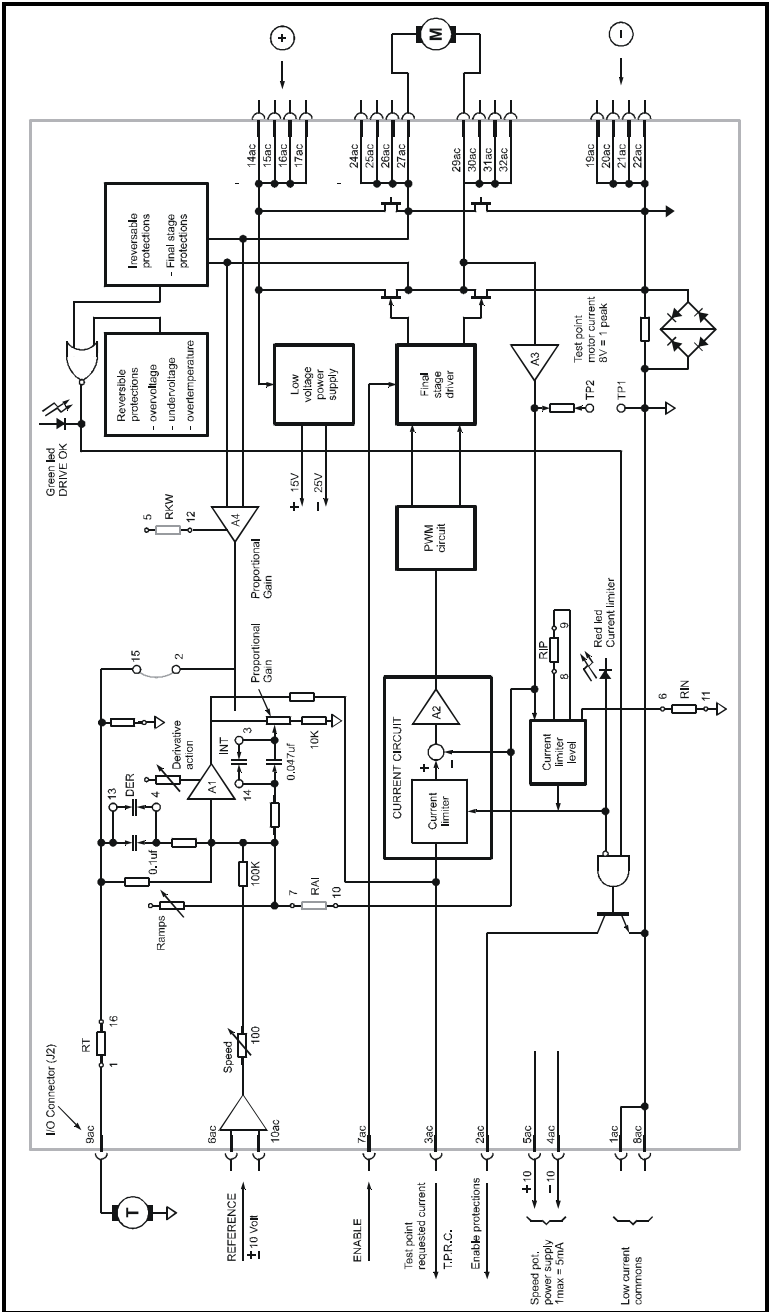 +
M
-
14ac
15ac
16ac
17ac
24ac
25ac
26ac
27ac
29ac
30ac
31ac
32ac
19ac
20ac
21ac
22ac
Ireversable
protections
- Final stage
protections
Reversible
protections
- overvoltage
- undervoltage
- overtemperature
Green led
DRIVE OK
Low
voltage
power
supply
+ 15V
- 25V
Final
stage
driver
A3
Test point
motor current
8V = 1 peak
TP2
TP1
5
RKW
12
A4
Proportional
Gain
PWM
circuit
15
2
Proportional
Gain
Derivative
action
A1
INT
3
14
10K
0.047uf
13
DER
4
0.1uf
100K
Ramps
7
RAI
10
CURRENT CIRCUIT
A2
+
-
Current
limiter
RIP
9
8
Current
limiter
level
Red led
Current limiter
6
RIN
11
RT
1
16
Speed
100
I/O Connector (J2)
9ac
6ac
10ac
7ac
3ac
2ac
5ac
4ac
1ac
8ac
T
REFERENCE
+10 Volt
-
ENABLE
Test point
requested current
T.P.R.C.
Enable protections
+ 10
- 10
Speed pot.
power supply
1max = 5mA
Low current
commons